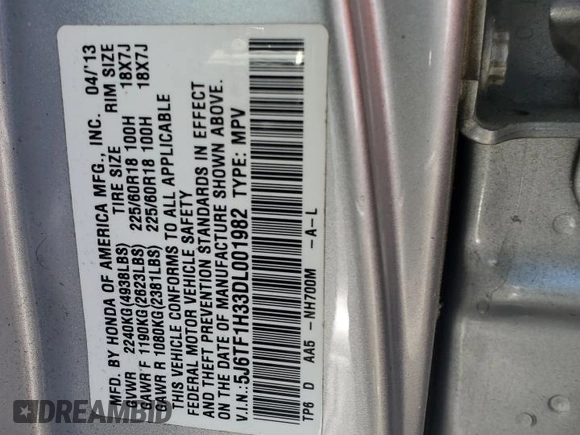 MFD. BY HONDA OF AMERICA MFG., INC. 04/'13
TIRE SIZE RIM SIZE
GVWR 2240KG(4938LBS)
GAWR F 1190KG(2623LBS) 225/60R18 100H 18X7J
GAWR R 1080KG(2381LBS) 225/60R18 100H 18X7J
THIS VEHICLE CONFORMS TO ALL APPLICABLE
FEDERAL MOTOR VEHICLE SAFETY
AND THEFT PREVENTION STANDARDS IN EFFECT
ON THE DATE OF MANUFACTURE SHOWN ABOVE.
V.I.N.:5J6TF1H33DL001982 TYPE: MPV
TP6 D AA5 -NH700M -A-L
DREAMBID